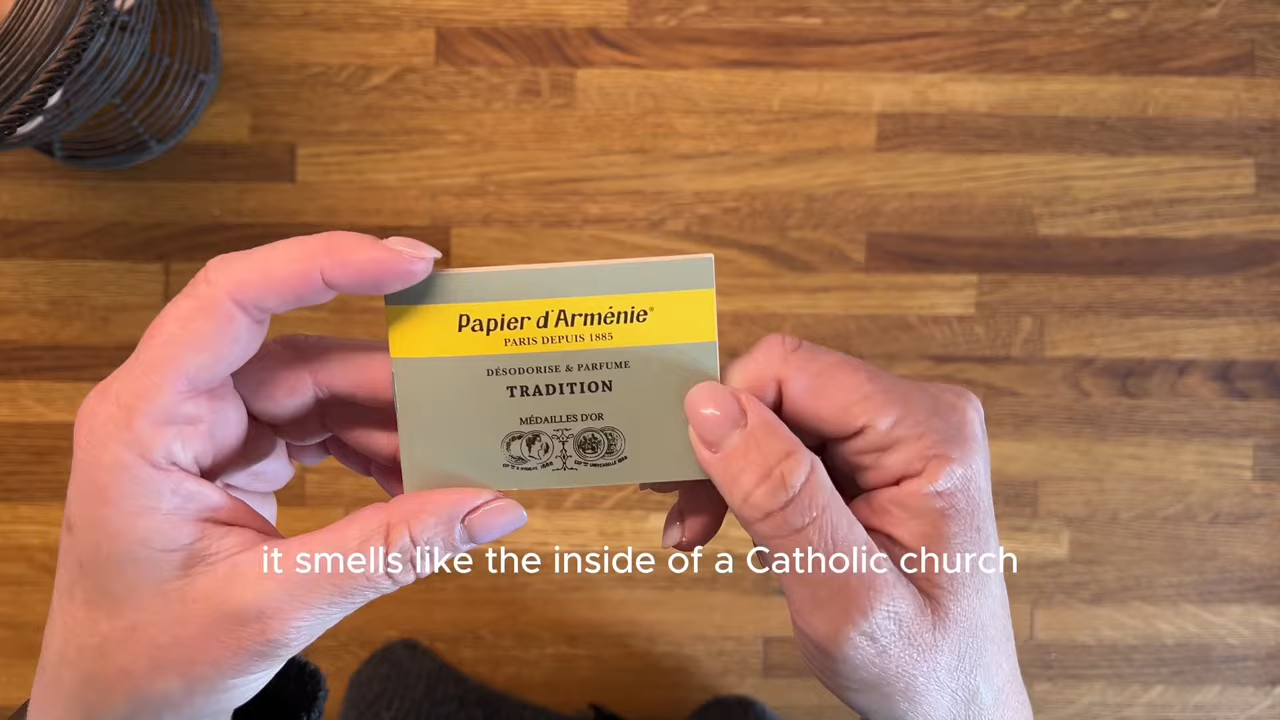 Papier d'Arménie®
PARIS DEPUIS 1885
DÉSODORISE & PARFUME
TRADITION
MÉDAILLES D'OR
it smells like the inside of a Catholic church